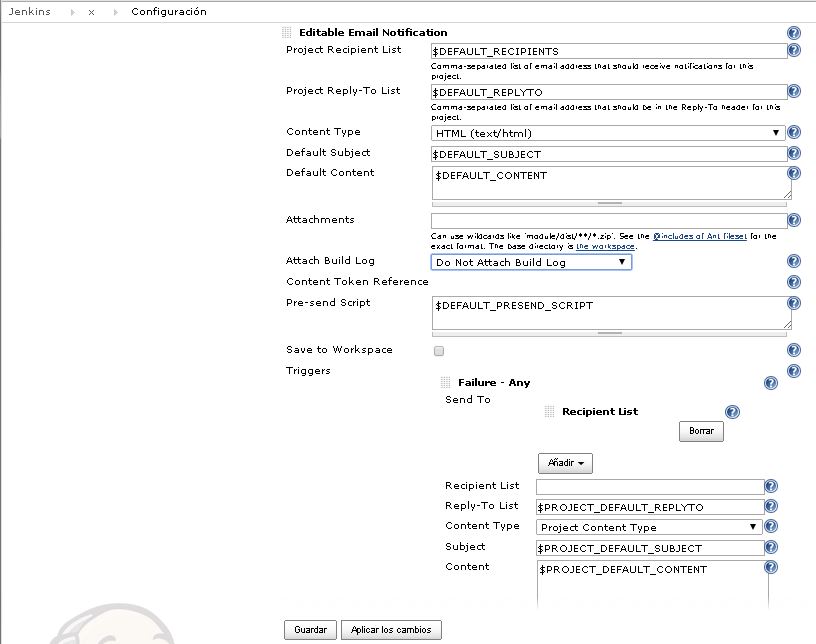 Jenkins x Configuración
Editable Email Notification
Project Recipient List
$DEFAULT_RECIPIENTS
Comma-separated list of email address that should receive notifications for this
project.
Project Reply-To List
$DEFAULT_REPLYTO
Comma-separated list of email address that should be in the Reply-To header for this
project.
Content Type
HTML (text/html)
Default Subject
$DEFAULT_SUBJECT
Default Content
$DEFAULT_CONTENT
Attachments
Can use wildcards like 'module/dist/**/*.zip'. See the @includes of Ant fileset for the
exact format. The base directory is the workspace.
Attach Build Log
Do Not Attach Build Log
Content Token Reference
Pre-send Script
$DEFAULT_PRESEND_SCRIPT
Save to Workspace
Triggers
Failure - Any
Send To
Recipient List
Borrar
Añadir
Recipient List
Reply-To List
$PROJECT_DEFAULT_REPLYTO
Content Type
Project Content Type
Subject
$PROJECT_DEFAULT_SUBJECT
Content
$PROJECT_DEFAULT_CONTENT
Guardar
Aplicar los cambios